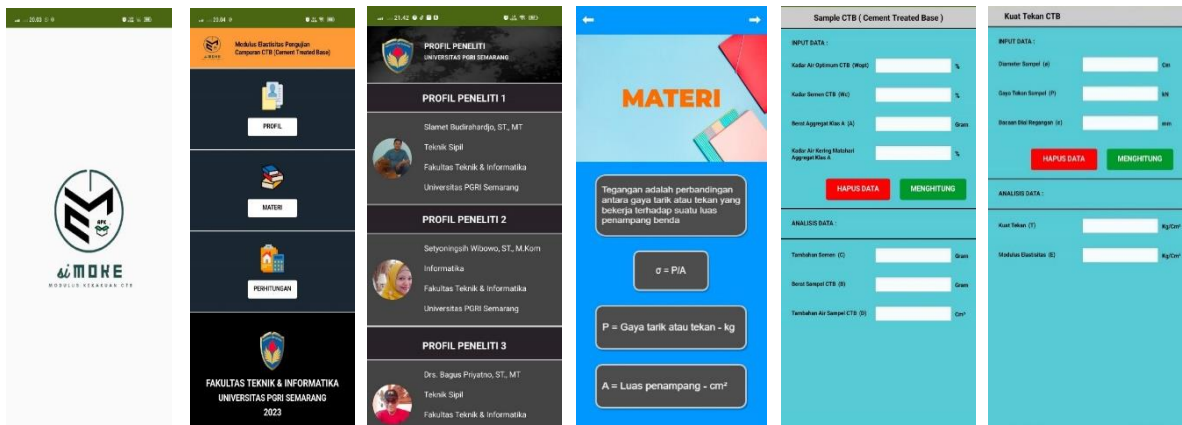 20.03
siMOKE
MODULUS KEKAKUAN CTB
20.04
Modulus Elastisitas Pengujian
Campuran CTB (Cement Treated Base)
PROFIL
MATERI
PERHITUNGAN
FAKULTAS TEKNIK & INFORMATIKA
UNIVERSITAS PGRI SEMARANG
2023
21.42
PROFIL PENELITI
UNIVERSITAS PGRI SEMARANG
PROFIL PENELITI 1
Slamet Budirahardjo, ST., MT
Teknik Sipil
Fakultas Teknik & Informatika
Universitas PGRI Semarang
PROFIL PENELITI 2
Setyoningsih Wibowo, ST., M.Kom
Informatika
Fakultas Teknik & Informatika
Universitas PGRI Semarang
PROFIL PENELITI 3
Drs. Bagus Priyatno, ST., MT
Teknik Sipil
Fakultas Teknik & Informatika
MATERI
Tegangan adalah perbandingan
antara gaya tarik atau tekan yang
bekerja terhadap suatu luas
penampang benda
σ = P/A
P = Gaya tarik atau tekan - kg
A = Luas penampang - cm²
Sample CTB ( Cement Treated Base )
INPUT DATA :
Kadar Air Optimum CTB (Wopt) %
Kadar Semen CTB (Wc) %
Berat Aggregat Klas A (A) Gram
Kadar Air Kering Matahari
Aggregat Klas A %
HAPUS DATA MENGHITUNG
ANALISIS DATA :
Tambahan Semen (C) Gram
Berat Sampel CTB (B) Gram
Tambahan Air Sampel CTB (D) Cm³
Kuat Tekan CTB
INPUT DATA :
Diameter Sampel (ø) Cm
Gaya Tekan Sampel (P) kN
Bacaan Dial Regangan (ε) mm
HAPUS DATA MENGHITUNG
ANALISIS DATA :
Kuat Tekan (T) Kg/Cm²
Modulus Elastisitas (E) Kg/Cm²